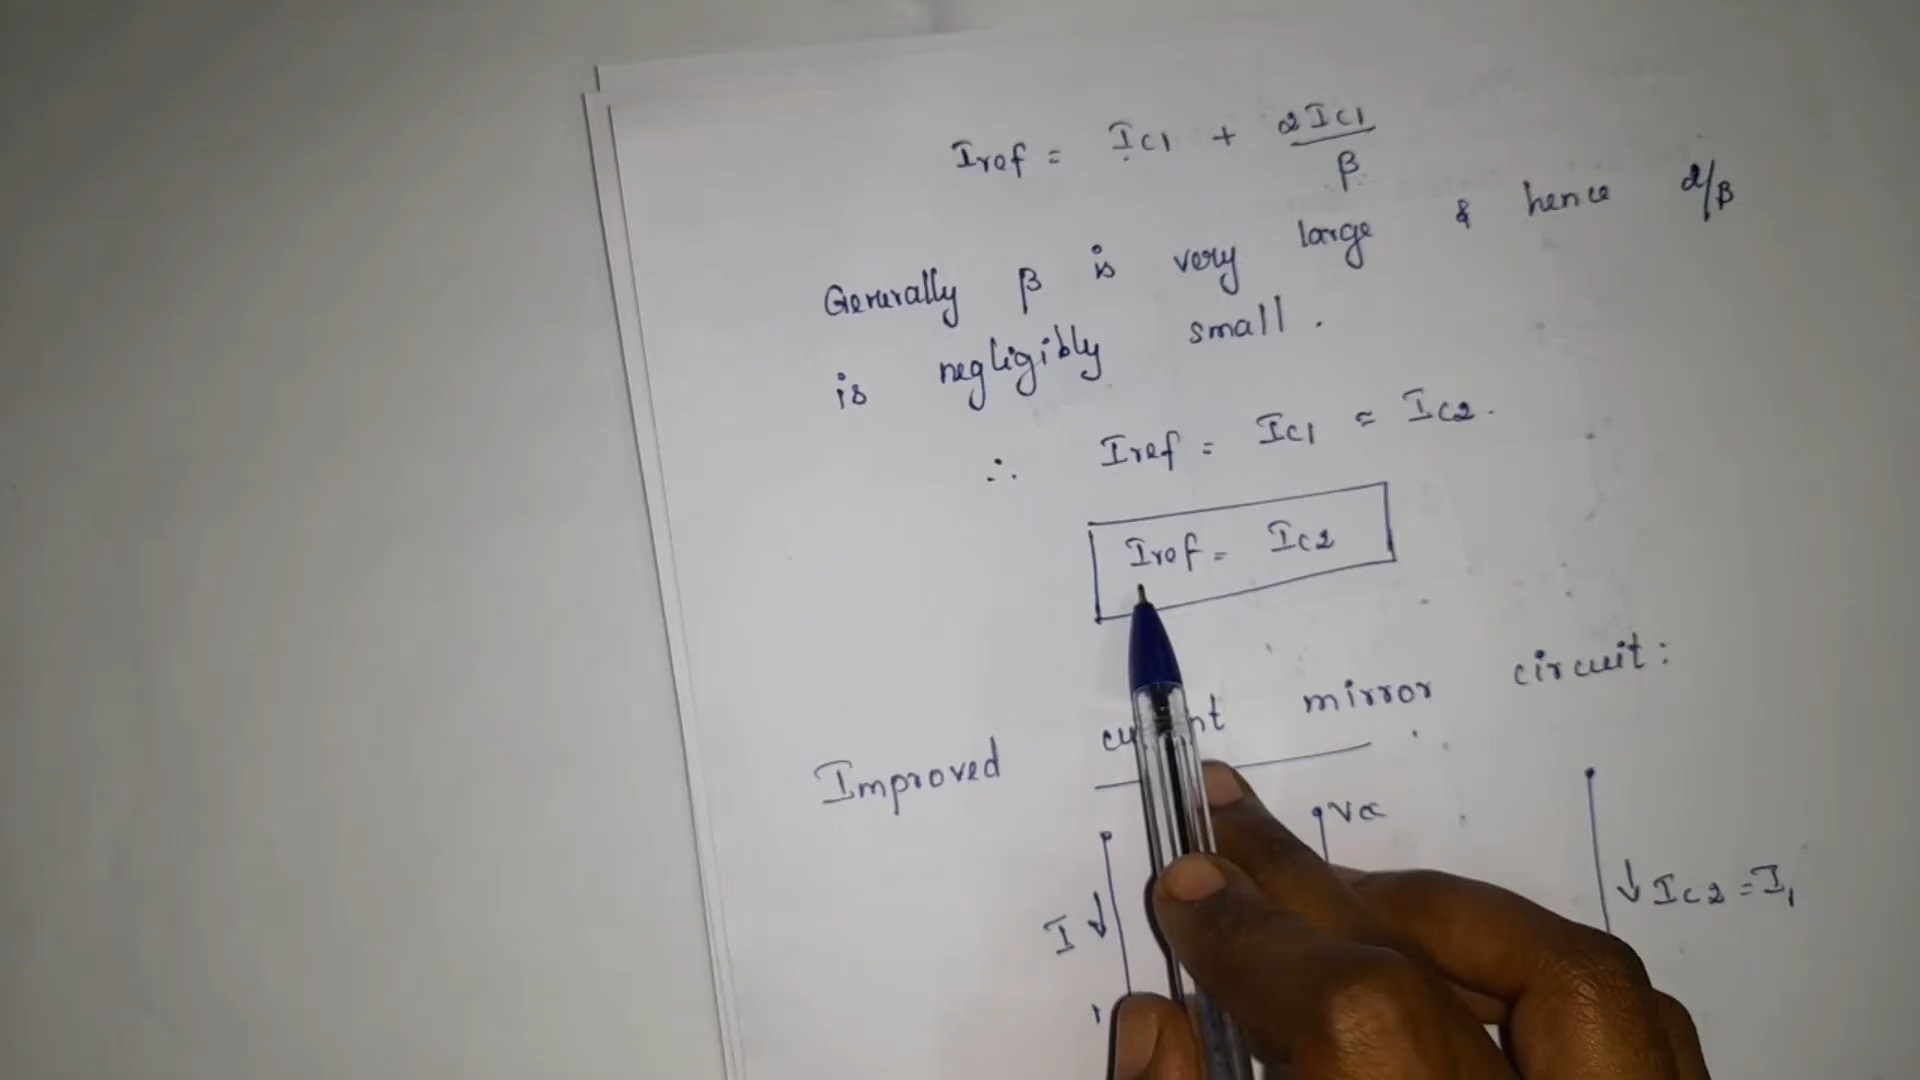 Iref = Ic1 + 2Ic1/β
Generally β is very large & hence 2/β
is negligibly small.
∴ Iref = Ic1 ≈ Ic2.
Iref = Ic2
Improved mirror circuit:
Vcc
I ↓
↓ Ic2 = I1